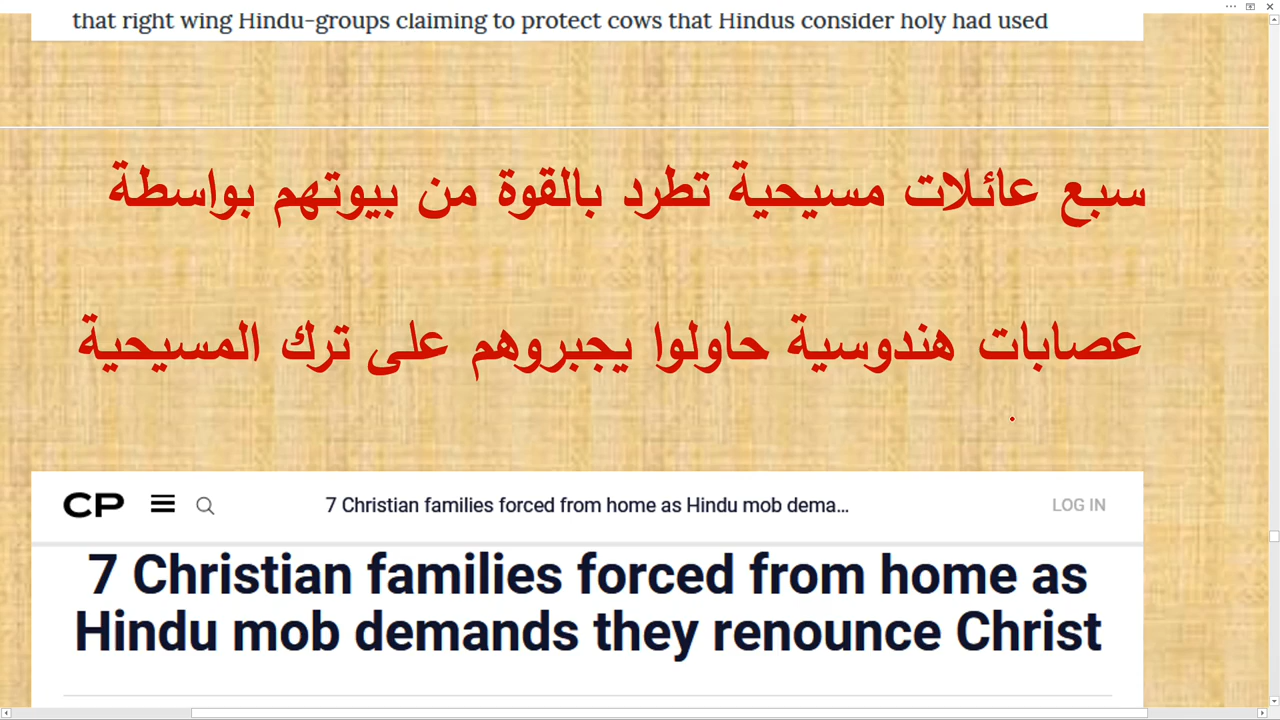 that right wing Hindu-groups claiming to protect cows that Hindus consider holy had used
سبع عائلات مسيحية تطرد بالقوة من بيوتهم بواسطة
عصابات هندوسية حاولوا يجبروهم على ترك المسيحية
.
CP 7 Christian families forced from home as Hindu mob dema... LOG IN
7 Christian families forced from home as
Hindu mob demands they renounce Christ